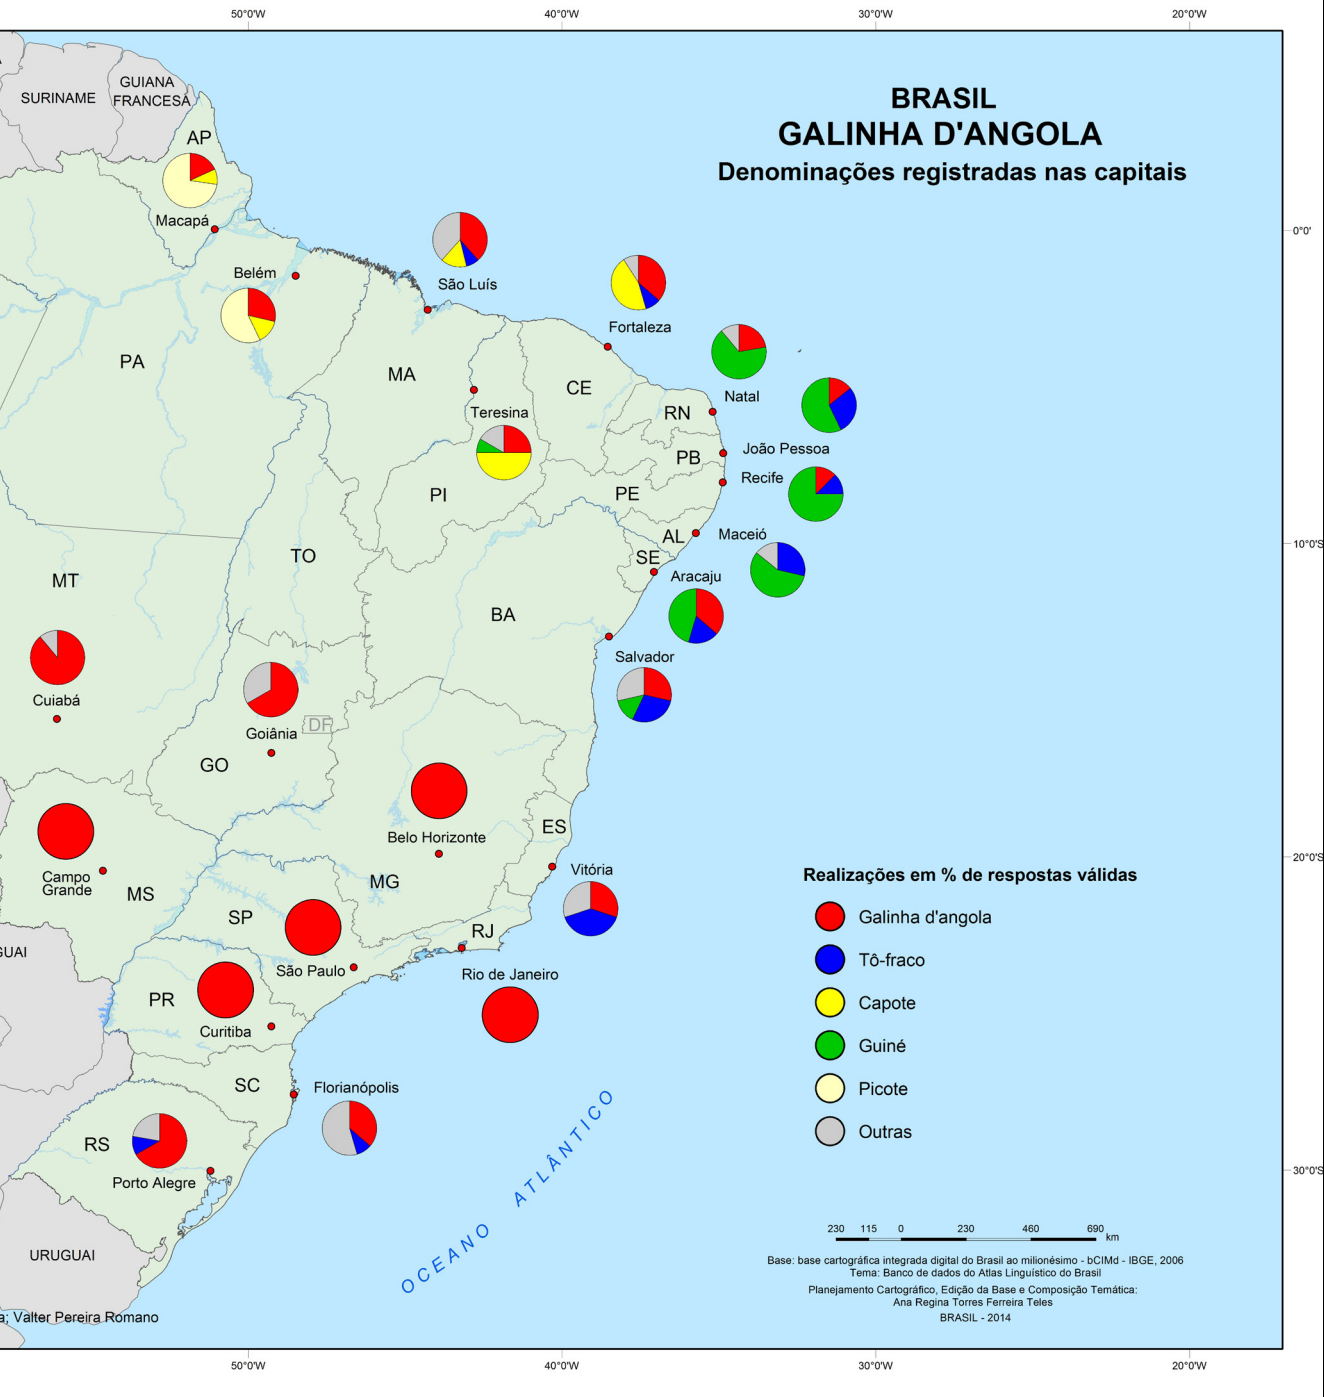 50°0'W
40°0'W
30°0'W
20°0'W
BRASIL
GALINHA D'ANGOLA
Denominações registradas nas capitais
SURINAME
GUIANA
FRANCESA
AP
Macapá
Belém
São Luís
Fortaleza
0°0'
PA
MA
CE
Natal
Teresina
RN
João Pessoa
PB
Recife
PI
PE
Maceió
AL
10°0'S
TO
SE
MT
Aracaju
BA
Salvador
Cuiabá
DF
Goiânia
GO
ES
Belo Horizonte
20°0'S
Campo
Grande
MS
MG
Vitória
SP
RJ
GUAI
São Paulo
Rio de Janeiro
PR
Curitiba
SC
Florianópolis
RS
Porto Alegre
URUGUAI
OCEANO ATLÂNTICO
Realizações em % de respostas válidas
Galinha d'angola
Tô-fraco
Capote
Guiné
Picote
Outras
30°0'S
230 115 0 230 460 690
km
Base: base cartográfica integrada digital do Brasil ao milionésimo - bCIMd - IBGE, 2006
Tema: Banco de dados do Atlas Linguístico do Brasil
Planejamento Cartográfico, Edição da Base e Composição Temática:
Ana Regina Torres Ferreira Teles
BRASIL - 2014
a; Valter Pereira Romano
50°0'W
40°0'W
30°0'W
20°0'W